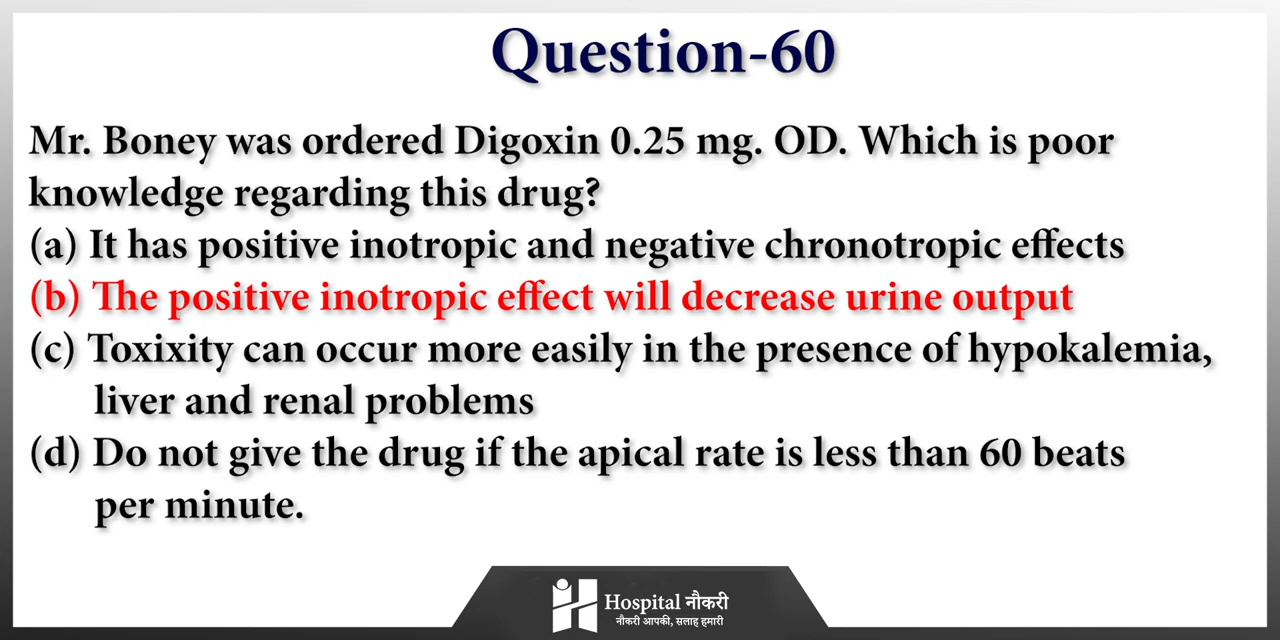 Question-60
Mr. Boney was ordered Digoxin 0.25 mg. OD. Which is poor
knowledge regarding this drug?
(a) It has positive inotropic and negative chronotropic effects
(b) The positive inotropic effect will decrease urine output
(c) Toxixity can occur more easily in the presence of hypokalemia,
liver and renal problems
(d) Do not give the drug if the apical rate is less than 60 beats
per minute.
Hospital नौकरी
नौकरी आपकी, सलाह हमारी